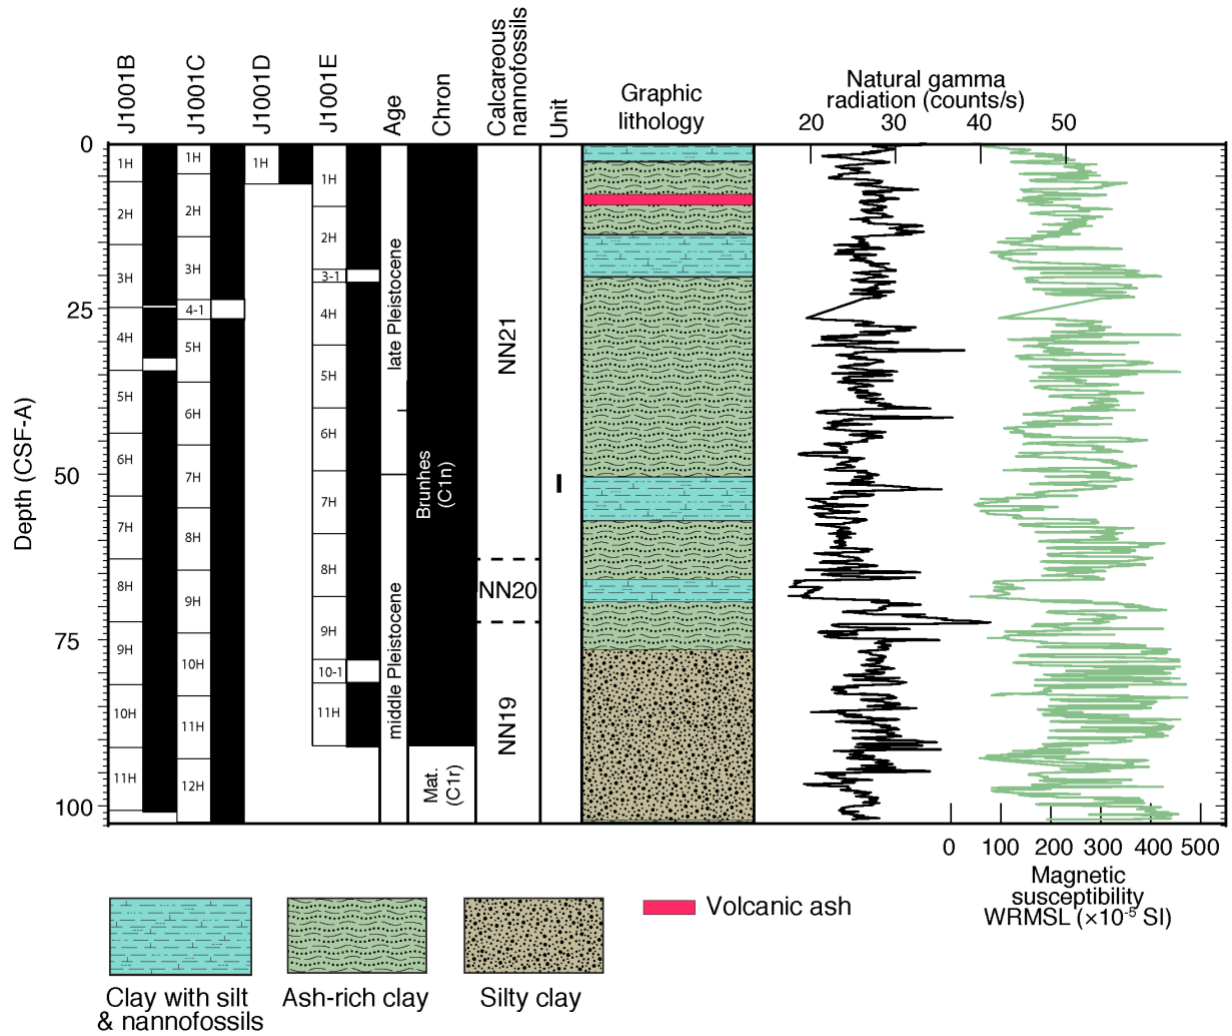 J1001B
J1001C
J1001D
J1001E
Age
Chron
Calcareous
nannofossils
Unit
Graphic
lithology
Natural gamma
radiation (counts/s)
20 30 40 50
Depth (CSF-A)
0
25
50
75
100
1H
2H
3H
4H
5H
6H
7H
8H
9H
10H
11H
1H
2H
3H
4-1
5H
6H
7H
8H
9H
10H
11H
12H
1H
1H
2H
3-1
4H
5H
6H
7H
8H
9H
10-1
11H
late Pleistocene
middle Pleistocene
Brunhes
(C1n)
Mat.
(C1r)
NN21
NN20
NN19
I
0 100 200 300 400 500
Magnetic
susceptibility
WRMSL (×10⁻⁵ SI)
Clay with silt
& nannofossils
Ash-rich clay
Silty clay
Volcanic ash